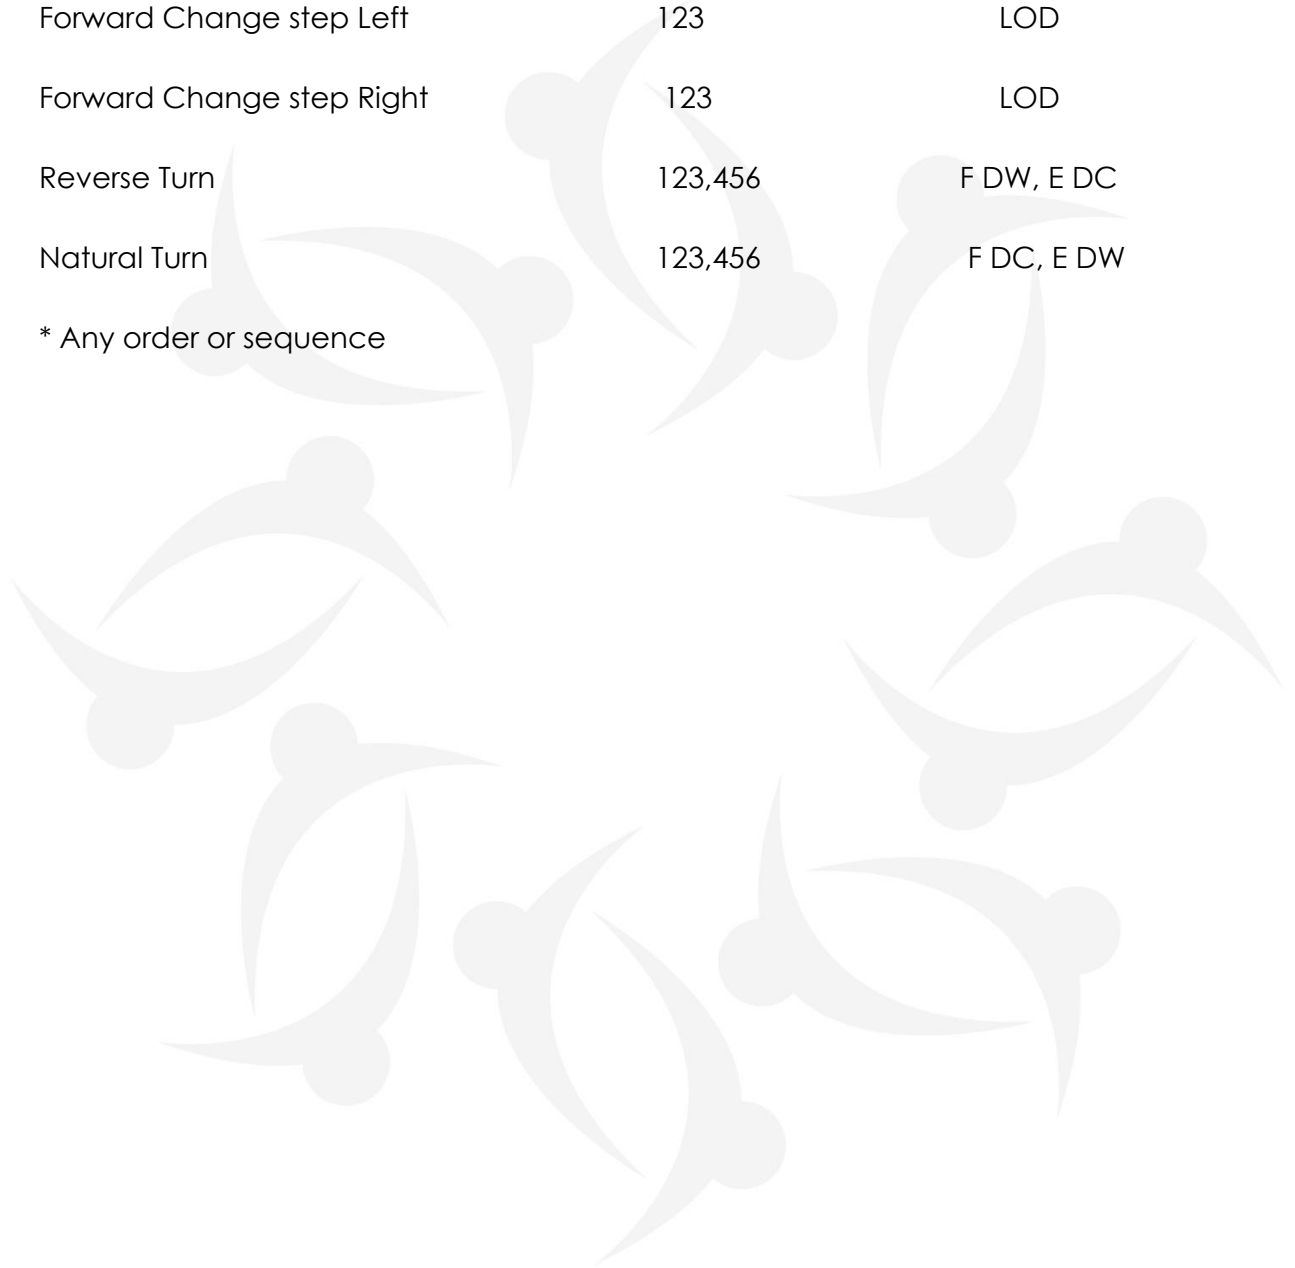 Forward Change step Left 123 LOD
Forward Change step Right 123 LOD
Reverse Turn 123,456 F DW, E DC
Natural Turn 123,456 F DC, E DW
* Any order or sequence